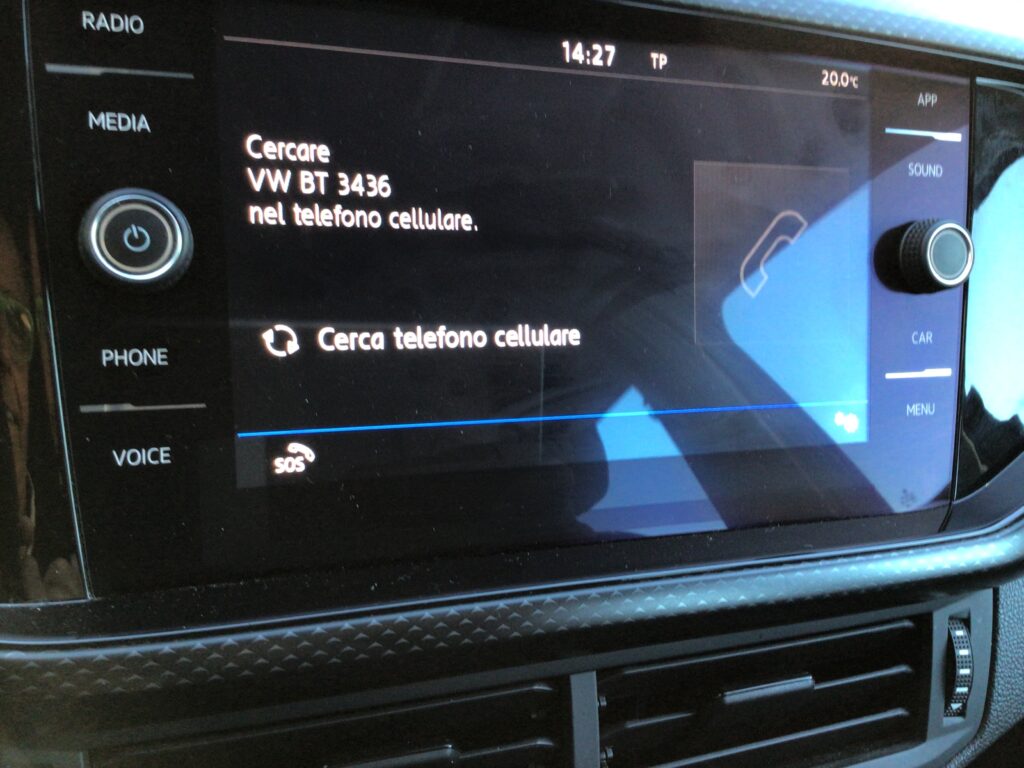 RADIO
MEDIA
PHONE
VOICE
14:27 TP
20.0°C
Cercare
VW BT 3436
nel telefono cellulare.
Cerca telefono cellulare
SOS
APP
SOUND
CAR
MENU